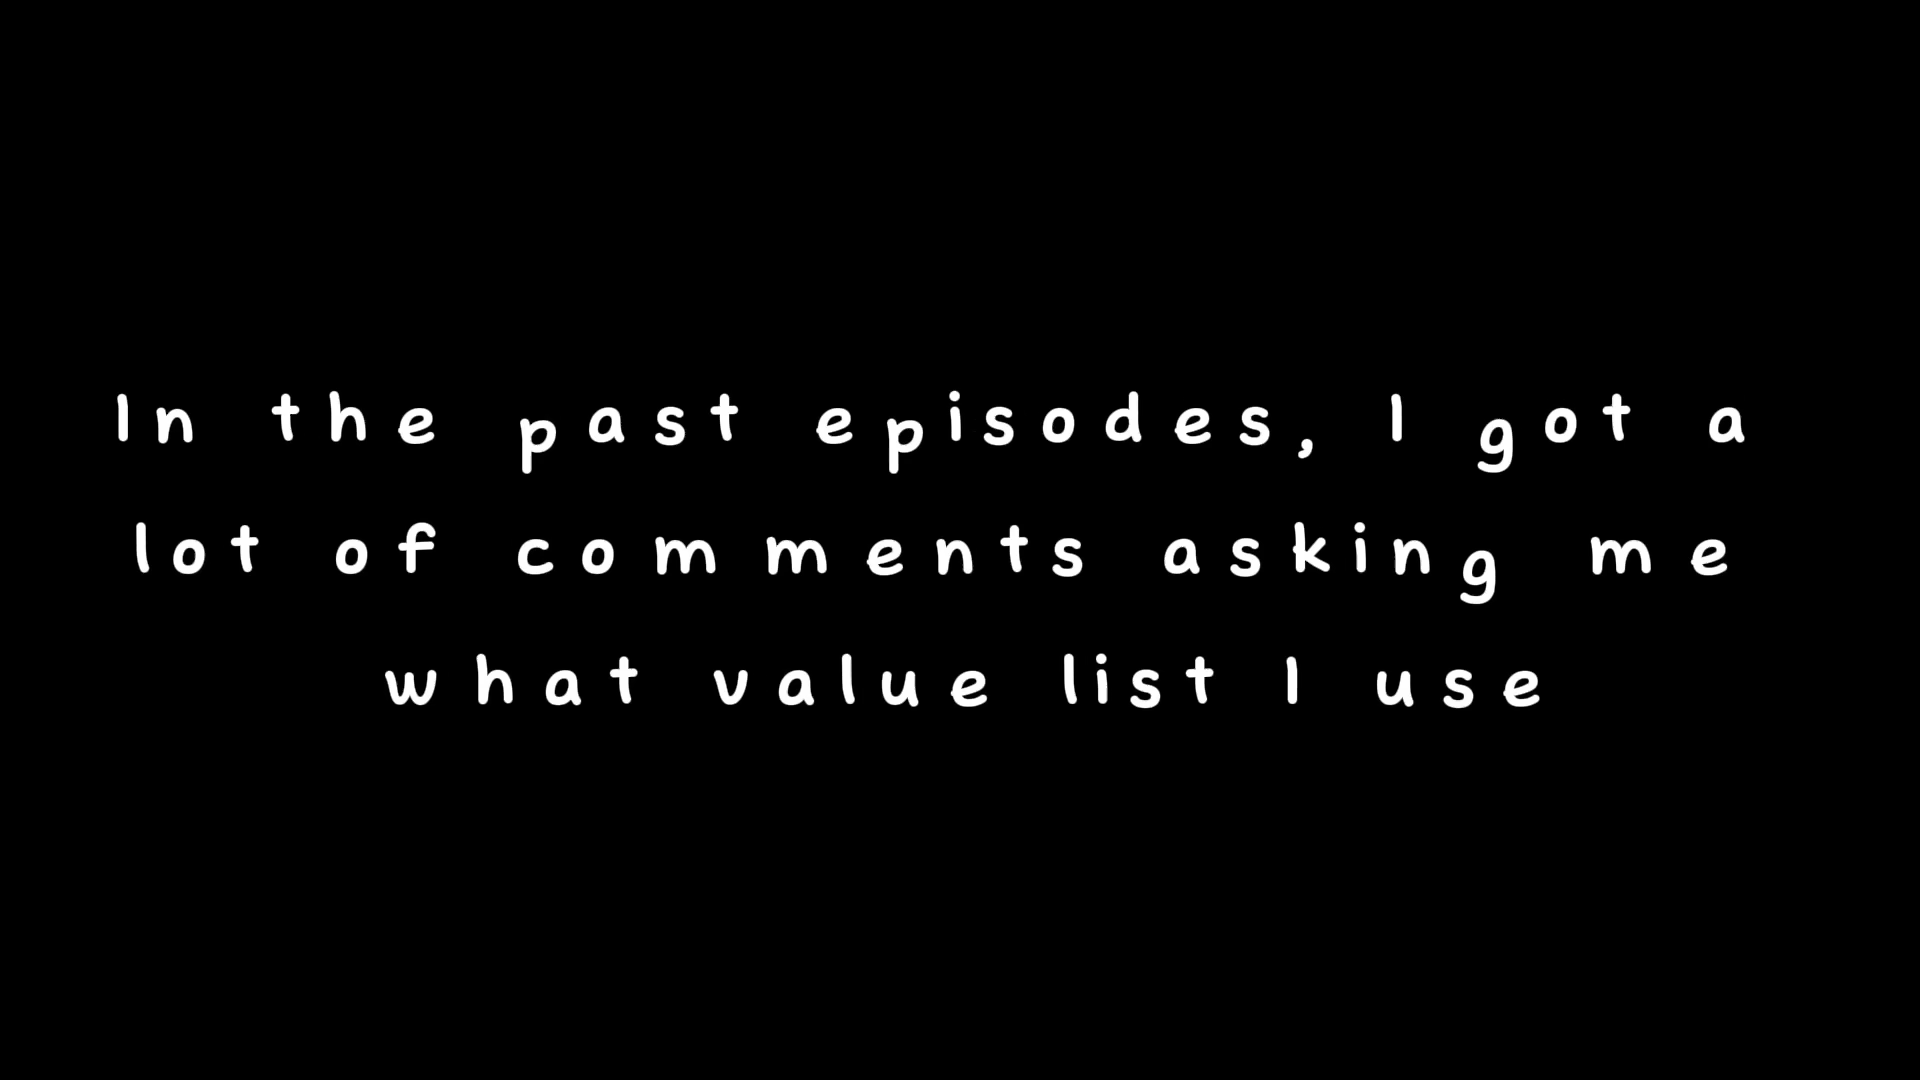 In the past episodes, I got a
lot of comments asking me
what value list I use